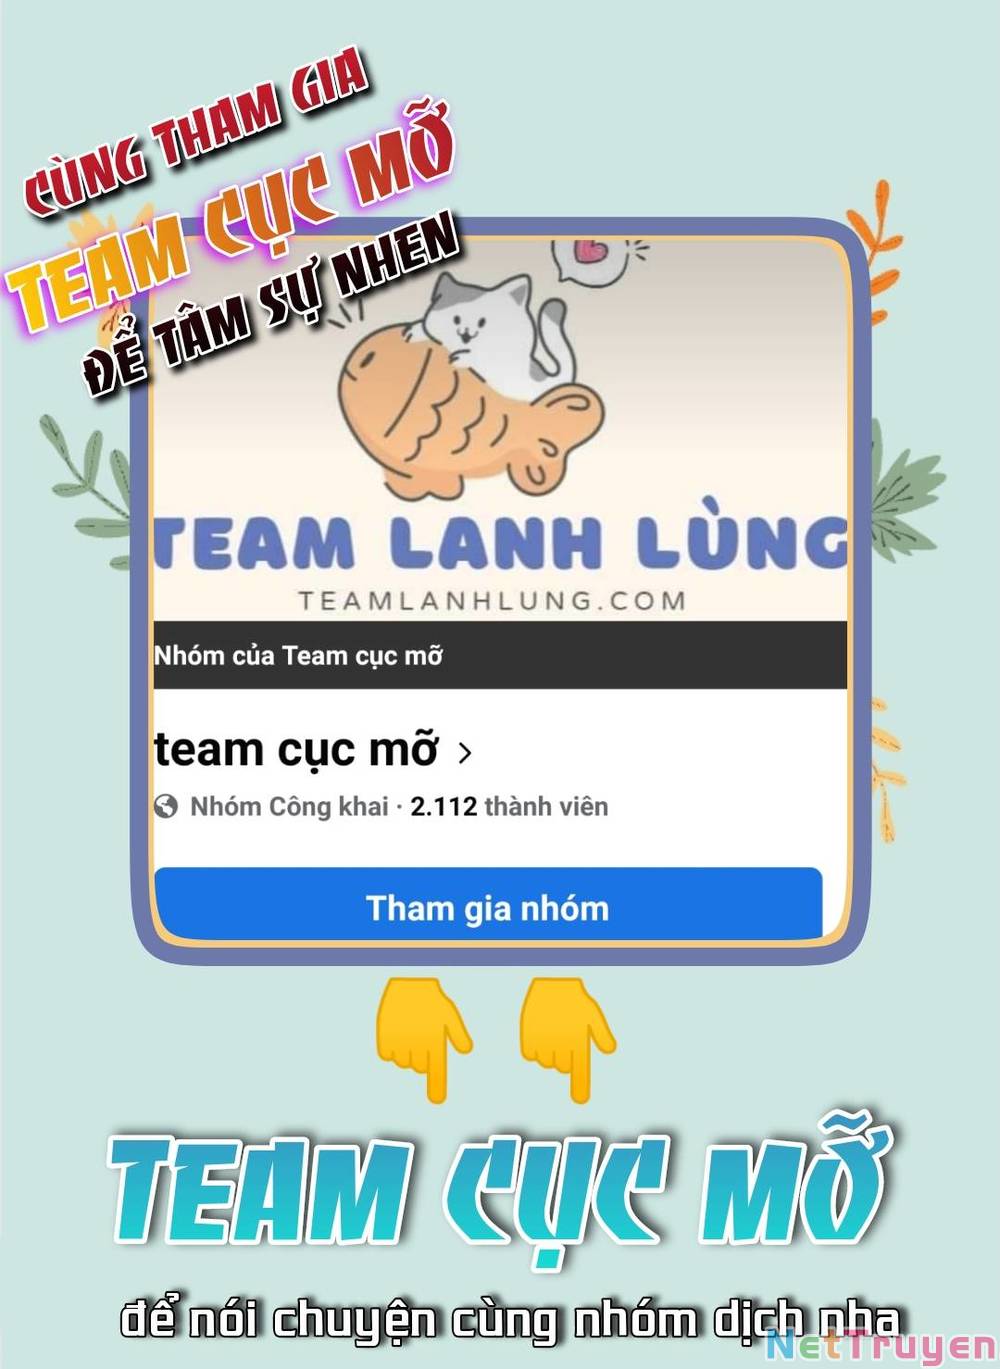 CÙNG THAM GIA
TEAM CỤC MỠ
ĐỂ TÂM SỰ NHEN
TEAM LẠNH LÙNG
TEAMLANHLUNG.COM
Nhóm của Team cục mỡ
team cục mỡ >
Nhóm Công khai · 2.112 thành viên
Tham gia nhóm
TEAM CỤC MỠ
để nói chuyện cùng nhóm dịch nha
NetTruyen